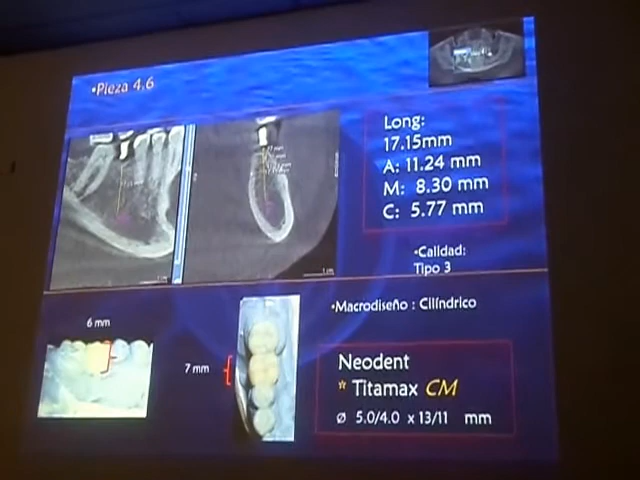 •Pieza 4.6
Long:
17.15mm
A: 11.24 mm
M: 8.30 mm
C: 5.77 mm
•Calidad:
Tipo 3
•Macrodiseño : Cilíndrico
6 mm
7 mm
Neodent
* Titamax CM
ø 5.0/4.0 x 13/11 mm